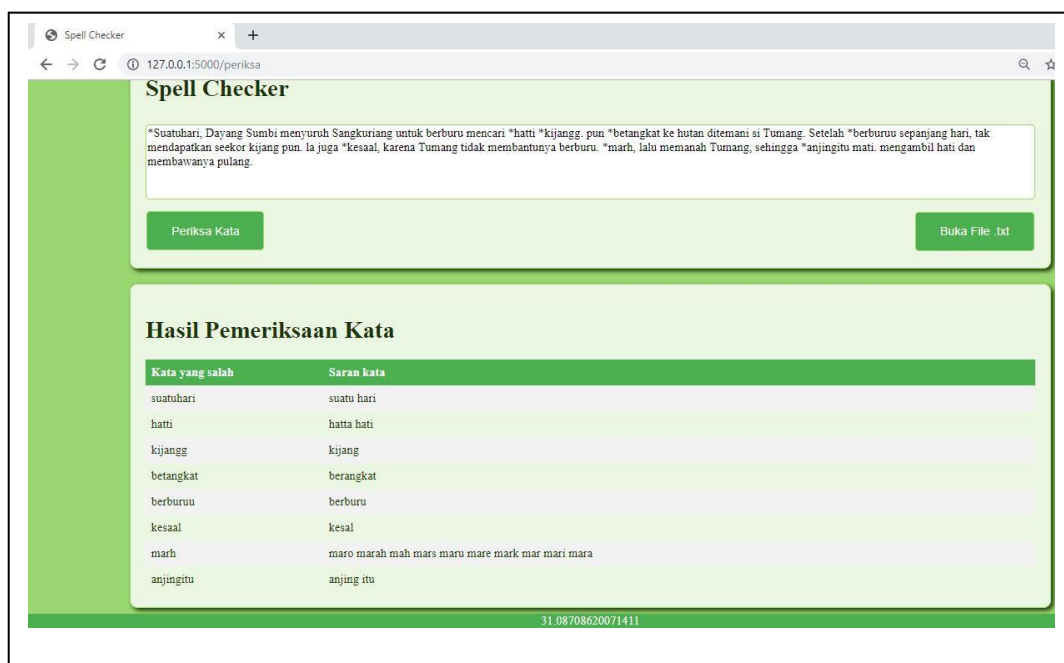 Spell Checker
127.0.0.1:5000/periksa
Spell Checker
*Suatuhari, Dayang Sumbi menyuruh Sangkuriang untuk berburu mencari *hatti *kijangg. pun *betangkat ke hutan ditemani si Tumang. Setelah *berburuu sepanjang hari, tak
mendapatkan seekor kijang pun. Ia juga *kesaal, karena Tumang tidak membantunya berburu. *marh, lalu memanah Tumang, sehingga *anjingitu mati. mengambil hati dan
membawanya pulang.
Periksa Kata Buka File .txt
Hasil Pemeriksaan Kata
Kata yang salah Saran kata
suatuhari suatu hari
hatti hatta hati
kijangg kijang
betangkat berangkat
berburuu berburu
kesaal kesal
marh maro marah mah mars maru mare mark mar mari mara
anjingitu anjing itu
31.08708620071411